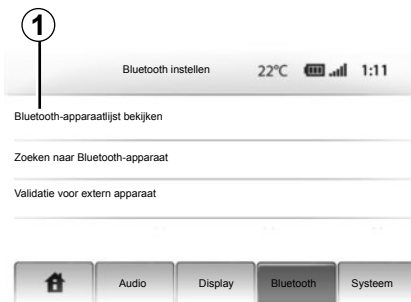 1
Bluetooth instellen 22°C 1:11
Bluetooth-apparaatlijst bekijken
Zoeken naar Bluetooth-apparaat
Validatie voor extern apparaat
Audio Display Bluetooth Systeem